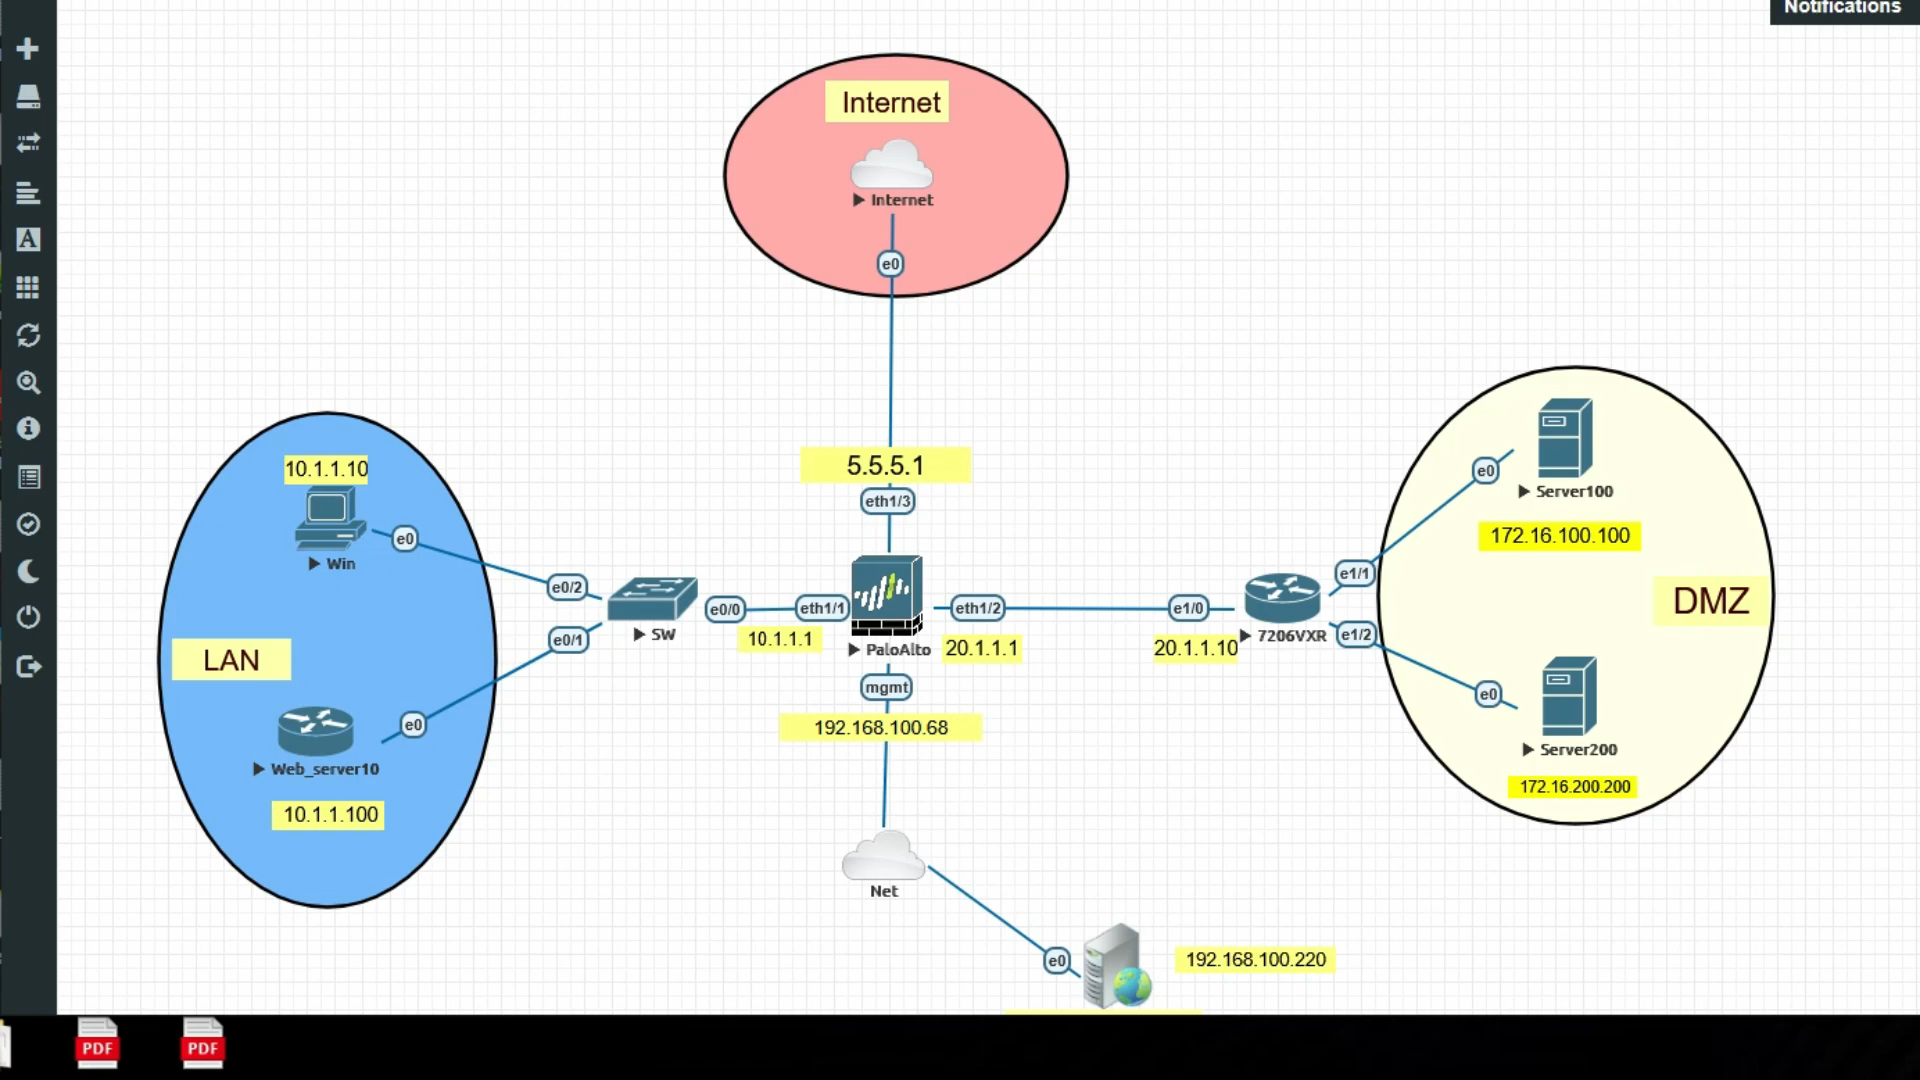 Notifications
Internet
Internet
e0
5.5.5.1
eth1/3
10.1.1.10
e0
Win
e0/2
LAN
e0/1
SW
e0/0
eth1/1
10.1.1.1
PaloAlto
eth1/2
20.1.1.1
e1/0
20.1.1.10
7206VXR
e1/1
e1/2
e0
Server100
172.16.100.100
DMZ
e0
Server200
172.16.200.200
e0
Web_server10
10.1.1.100
mgmt
192.168.100.68
Net
e0
192.168.100.220
A
PDF
PDF